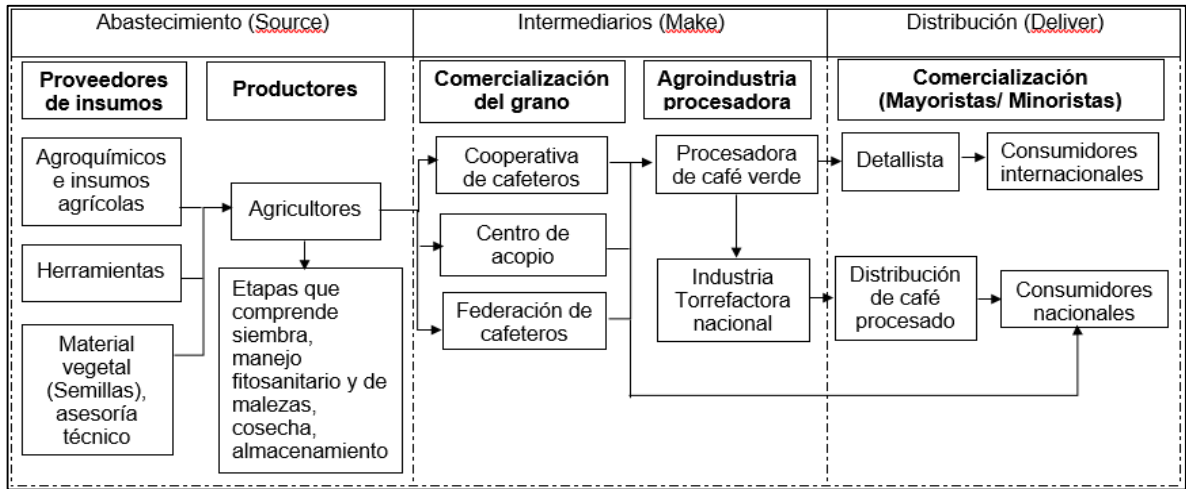 Abastecimiento (Source)
Intermediarios (Make)
Distribución (Deliver)
Proveedores
de insumos
Productores
Comercialización
del grano
Agroindustria
procesadora
Comercialización
(Mayoristas/ Minoristas)
Agroquímicos
e insumos
agrícolas
Herramientas
Material
vegetal
(Semillas),
asesoría
técnico
Agricultores
Etapas que
comprende
siembra,
manejo
fitosanitario y de
malezas,
cosecha,
almacenamiento
Cooperativa
de cafeteros
Centro de
acopio
Federación de
cafeteros
Procesadora
de café verde
Industria
Torrefactora
nacional
Detallista
Consumidores
internacionales
Distribución
de café
procesado
Consumidores
nacionales